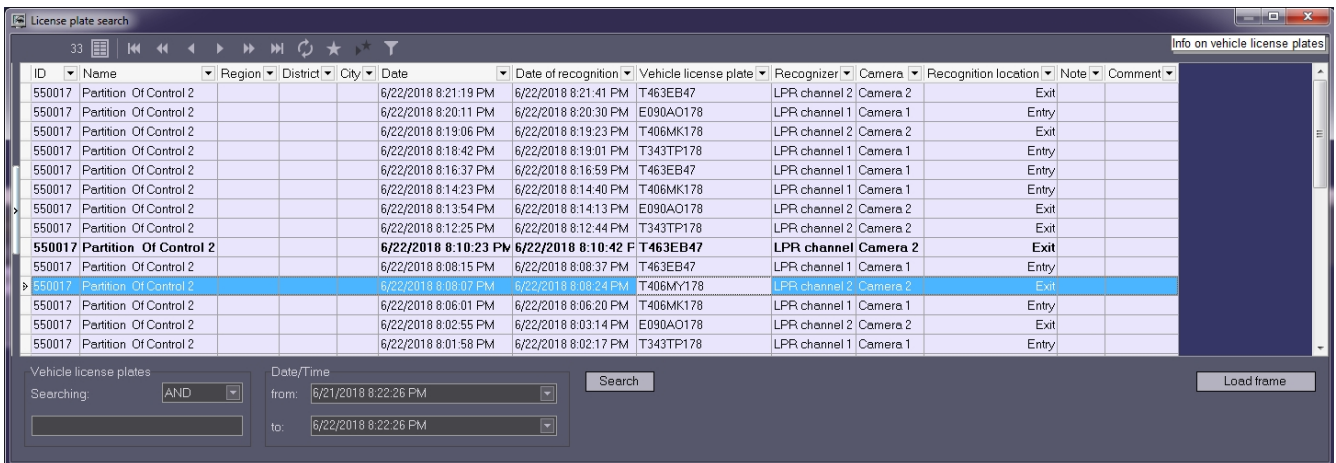 License plate search
33
Info on vehicle license plates
ID Name Region District City Date Date of recognition Vehicle license plate Recognizer Camera Recognition location Note Comment
550017 Partition Of Control 2 6/22/2018 8:21:19 PM 6/22/2018 8:21:41 PM T463EB47 LPR channel 2 Camera 2 Exit
550017 Partition Of Control 2 6/22/2018 8:20:11 PM 6/22/2018 8:20:30 PM E090AO178 LPR channel 1 Camera 1 Entry
550017 Partition Of Control 2 6/22/2018 8:19:06 PM 6/22/2018 8:19:23 PM T406MK178 LPR channel 2 Camera 2 Exit
550017 Partition Of Control 2 6/22/2018 8:18:42 PM 6/22/2018 8:19:01 PM T343TP178 LPR channel 1 Camera 1 Entry
550017 Partition Of Control 2 6/22/2018 8:16:37 PM 6/22/2018 8:16:59 PM T463EB47 LPR channel 1 Camera 1 Entry
550017 Partition Of Control 2 6/22/2018 8:14:23 PM 6/22/2018 8:14:40 PM T406MK178 LPR channel 1 Camera 1 Entry
550017 Partition Of Control 2 6/22/2018 8:13:54 PM 6/22/2018 8:14:13 PM E090AO178 LPR channel 2 Camera 2 Exit
550017 Partition Of Control 2 6/22/2018 8:12:25 PM 6/22/2018 8:12:44 PM T343TP178 LPR channel 2 Camera 2 Exit
550017 Partition Of Control 2 6/22/2018 8:10:23 PM 6/22/2018 8:10:42 P T463EB47 LPR channel Camera 2 Exit
550017 Partition Of Control 2 6/22/2018 8:08:15 PM 6/22/2018 8:08:37 PM T463EB47 LPR channel 1 Camera 1 Entry
550017 Partition Of Control 2 6/22/2018 8:08:07 PM 6/22/2018 8:08:24 PM T406MY178 LPR channel 2 Camera 2 Exit
550017 Partition Of Control 2 6/22/2018 8:06:01 PM 6/22/2018 8:06:20 PM T406MK178 LPR channel 1 Camera 1 Entry
550017 Partition Of Control 2 6/22/2018 8:02:55 PM 6/22/2018 8:03:14 PM E090AO178 LPR channel 2 Camera 2 Exit
550017 Partition Of Control 2 6/22/2018 8:01:58 PM 6/22/2018 8:02:17 PM T343TP178 LPR channel 1 Camera 1 Entry
Vehicle license plates
Searching: AND
Date/Time
from: 6/21/2018 8:22:26 PM
to: 6/22/2018 8:22:26 PM
Search
Load frame